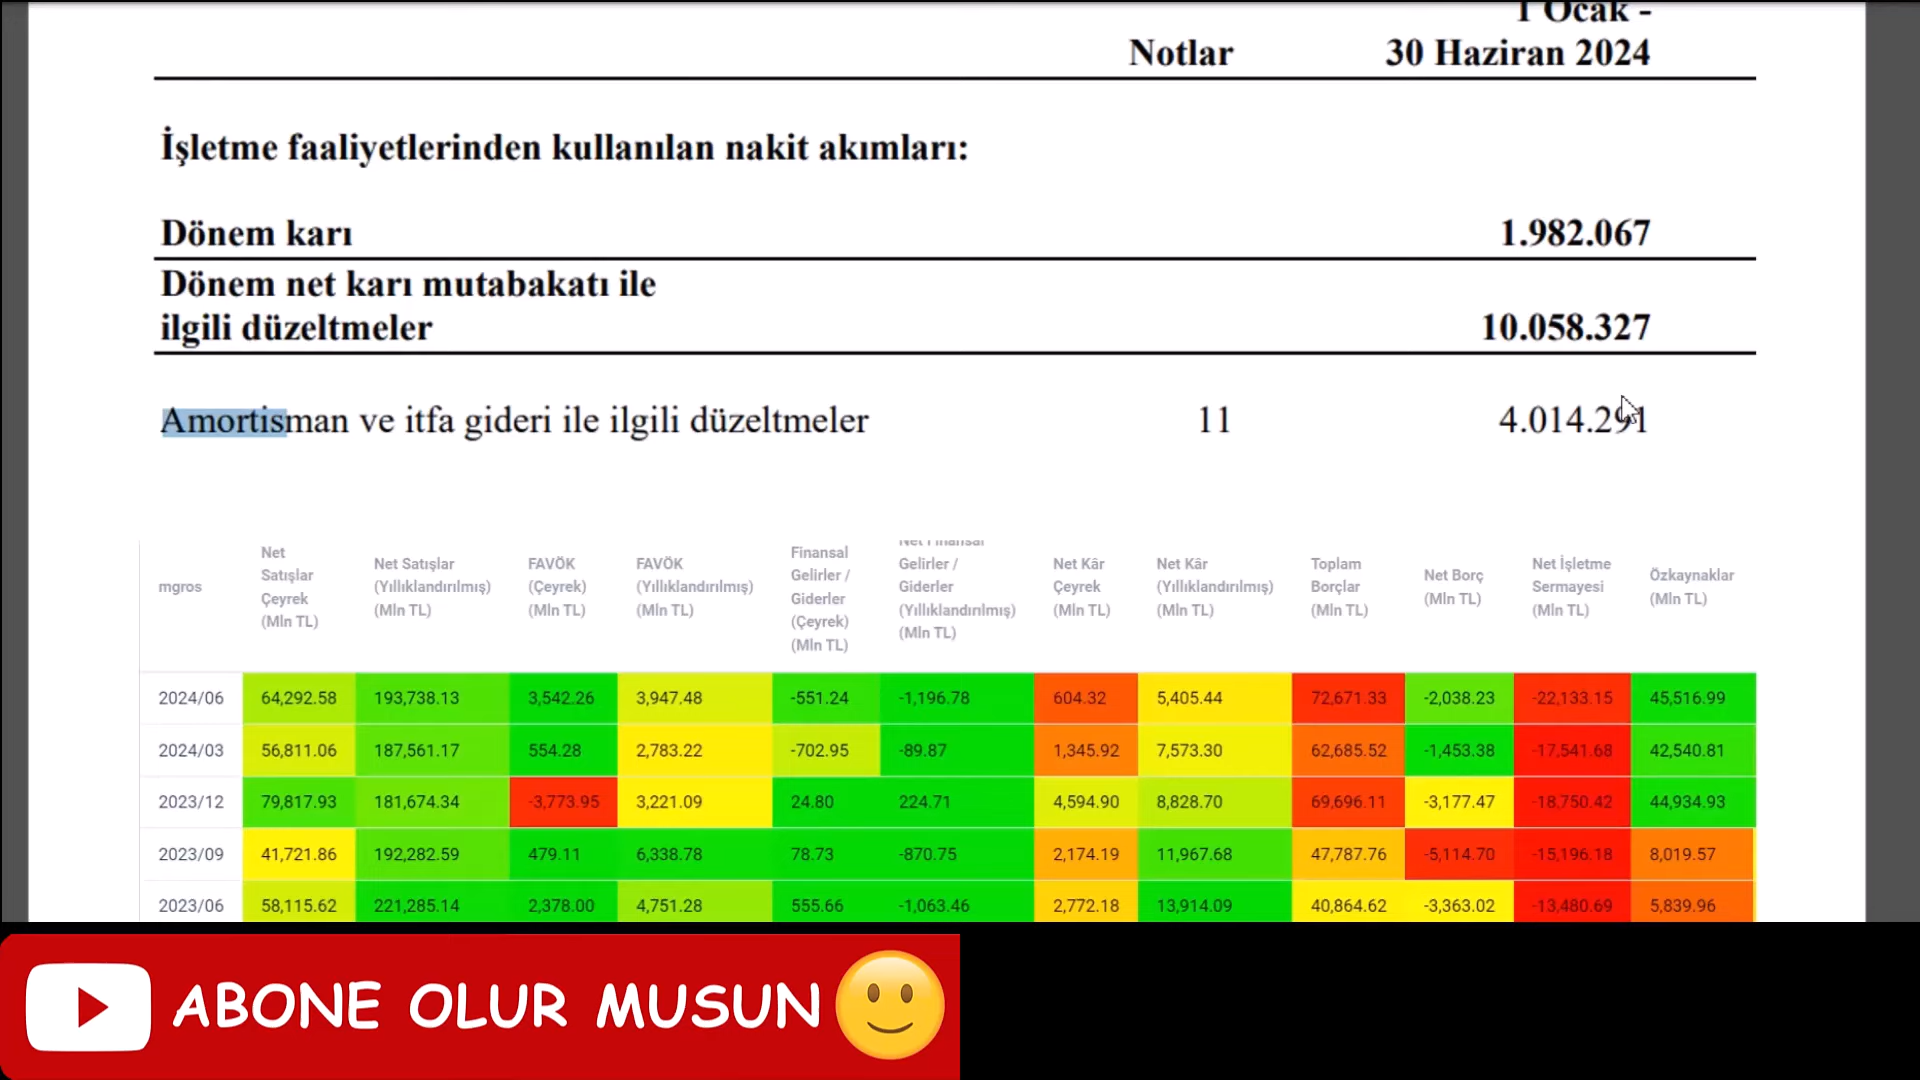 1 Ocak -
Notlar 30 Haziran 2024
İşletme faaliyetlerinden kullanılan nakit akımları:
Dönem karı 1.982.067
Dönem net karı mutabakatı ile
ilgili düzeltmeler 10.058.327
Amortisman ve itfa gideri ile ilgili düzeltmeler 11 4.014.291
mgros
Net
Satışlar
Çeyrek
(Mln TL)
Net Satışlar
(Yıllıklandırılmış)
(Mln TL)
FAVÖK
(Çeyrek)
(Mln TL)
FAVÖK
(Yıllıklandırılmış)
(Mln TL)
Finansal
Gelirler /
Giderler
(Çeyrek)
(Mln TL)
Net Finansal
Gelirler /
Giderler
(Yıllıklandırılmış)
(Mln TL)
Net Kâr
Çeyrek
(Mln TL)
Net Kâr
(Yıllıklandırılmış)
(Mln TL)
Toplam
Borçlar
(Mln TL)
Net Borç
(Mln TL)
Net İşletme
Sermayesi
(Mln TL)
Özkaynaklar
(Mln TL)
2024/06 64,292.58 193,738.13 3,542.26 3,947.48 -551.24 -1,196.78 604.32 5,405.44 72,671.33 -2,038.23 -22,133.15 45,516.99
2024/03 56,811.06 187,561.17 554.28 2,783.22 -702.95 -89.87 1,345.92 7,573.30 62,685.52 -1,453.38 -17,541.68 42,540.81
2023/12 79,817.93 181,674.34 -3,773.95 3,221.09 24.80 224.71 4,594.90 8,828.70 69,696.11 -3,177.47 -18,750.42 44,934.93
2023/09 41,721.86 192,282.59 479.11 6,338.78 78.73 -870.75 2,174.19 11,967.68 47,787.76 -5,114.70 -15,196.18 8,019.57
2023/06 58,115.62 221,285.14 2,378.00 4,751.28 555.66 -1,063.46 2,772.18 13,914.09 40,864.62 -3,363.02 -13,480.69 5,839.96
ABONE OLUR MUSUN